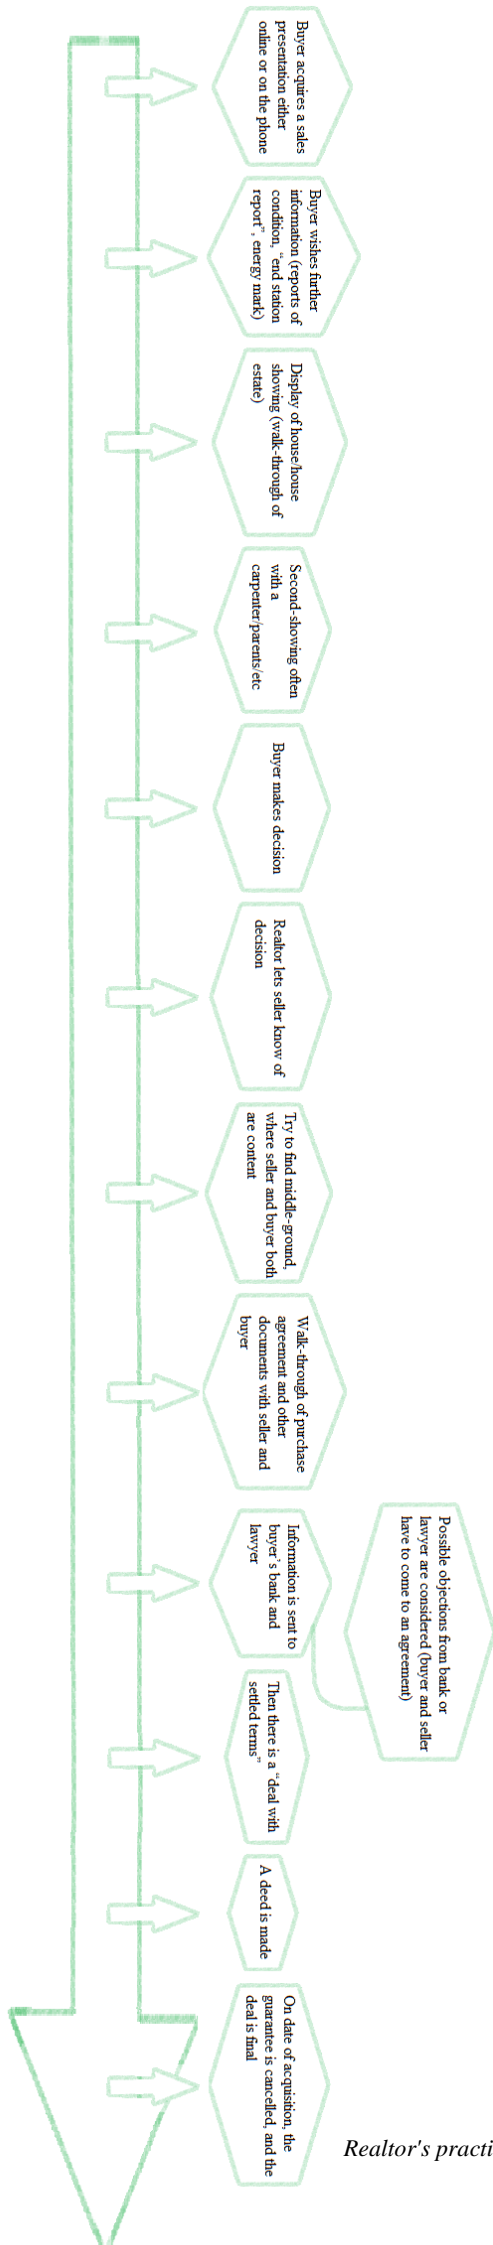 Buyer acquires a sales
presentation either
online or on the phone
Buyer wishes further
information (reports of
condition, “end station
report”, energy mark)
Display of house/house
showing (walk-through of
estate)
Second-showing often
with a
carpenter/parents/etc
Buyer makes decision
Realtor lets seller know of
decision
Try to find middle-ground,
where seller and buyer both
are content
Walk-through of purchase
agreement and other
documents with seller and
buyer
Possible objections from bank or
lawyer are considered (buyer and seller
have to come to an agreement)
Information is sent to
buyer’s bank and
lawyer
Then there is a “deal with
settled terms”
A deed is made
On date of acquisition, the
guarantee is cancelled, and the
deal is final
Realtor's practi